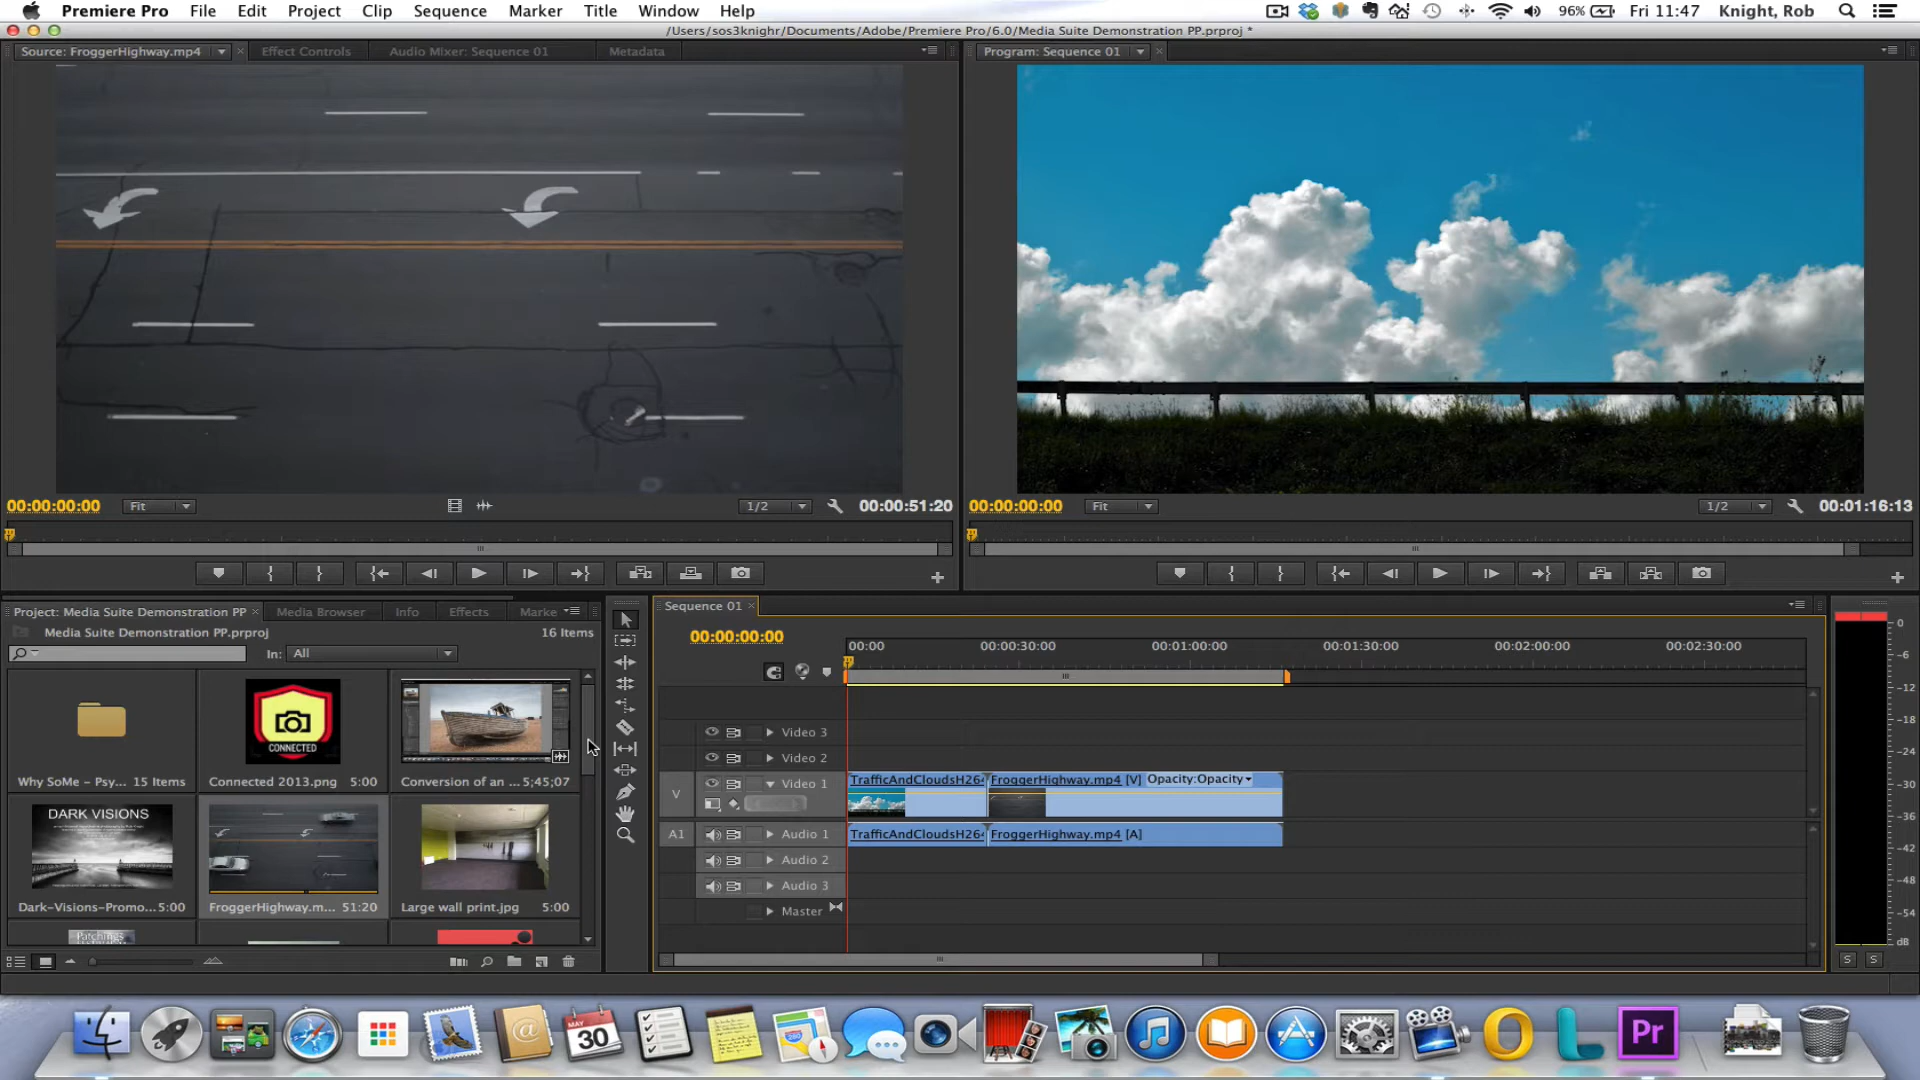 Premiere Pro File Edit Project Clip Sequence Marker Title Window Help 96% Fri 11:47 Knight, Rob
/Users/sos3knighr/Documents/Adobe/Premiere Pro/6.0/Media Suite Demonstration PP.prproj *
Source: FroggerHighway.mp4 Effect Controls Audio Mixer: Sequence 01 Metadata Program: Sequence 01
00:00:00:00 Fit 1/2 00:00:51:20 00:00:00:00 Fit 1/2 00:01:16:13
Project: Media Suite Demonstration PP Media Browser Info Effects Marke
Sequence 01
Media Suite Demonstration PP.prproj 16 Items
In: All
Why SoMe - Psy... 15 Items
CONNECTED
Connected 2013.png 5:00
Conversion of an ... 5;45;07
DARK VISIONS
Dark-Visions-Promo... 5:00
FroggerHighway.m... 51:20
Large wall print.jpg 5:00
Patchings
00:00:00:00
00:00 00:00:30:00 00:01:00:00 00:01:30:00 00:02:00:00 00:02:30:00
Video 3
Video 2
V Video 1 TrafficAndCloudsH264 FroggerHighway.mp4 [V] Opacity:Opacity
A1 Audio 1 TrafficAndCloudsH264 FroggerHighway.mp4 [A]
Audio 2
Audio 3
Master
0
-6
-12
-18
-24
-30
-36
-42
-48
-54
dB
S S
MAY
30
Pr